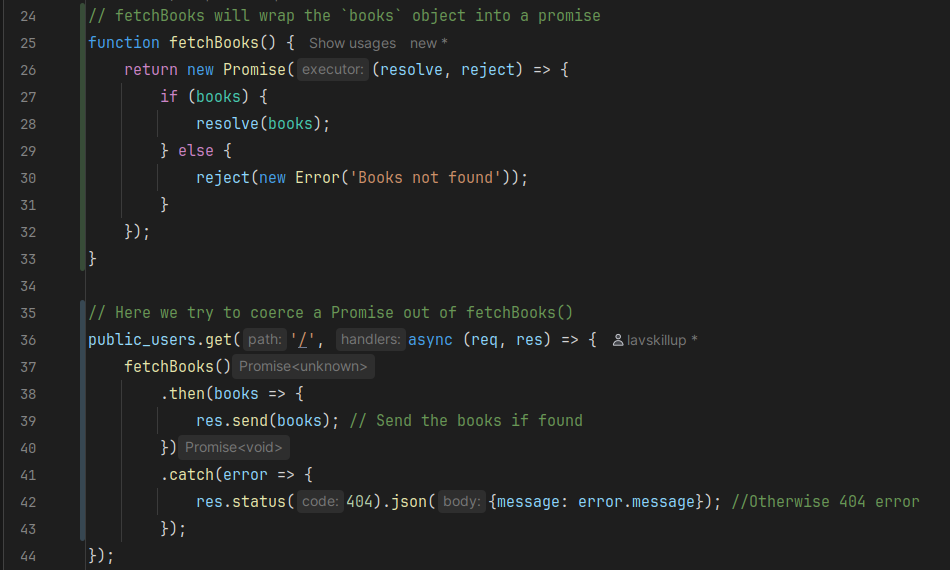 24 // fetchBooks will wrap the `books` object into a promise
25 function fetchBooks() { Show usages new *
26     return new Promise( executor: (resolve, reject) => {
27         if (books) {
28             resolve(books);
29         } else {
30             reject(new Error('Books not found'));
31         }
32     });
33 }
34
35 // Here we try to coerce a Promise out of fetchBooks()
36 public_users.get( path: '/', handlers: async (req, res) => { lavskillup *
37     fetchBooks() Promise<unknown>
38         .then(books => {
39             res.send(books); // Send the books if found
40         }) Promise<void>
41         .catch(error => {
42             res.status( code: 404).json( body: {message: error.message}); //Otherwise 404 error
43         });
44 });